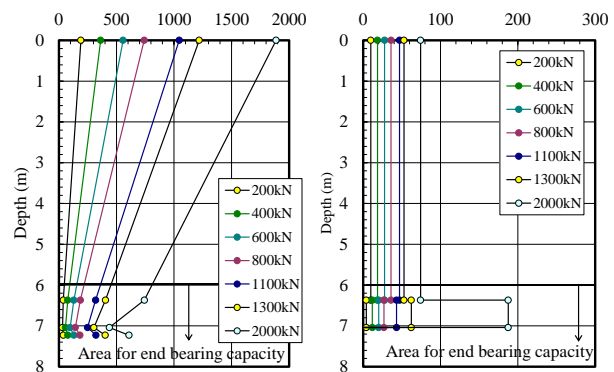 0 500 1000 1500 2000
0
1
2
3
4
5
6
7
8
Depth (m)
200kN
400kN
600kN
800kN
1100kN
1300kN
2000kN
Area for end bearing capacity
0 100 200 300
0
1
2
3
4
5
6
7
8
Depth (m)
200kN
400kN
600kN
800kN
1100kN
1300kN
2000kN
Area for end bearing capacity